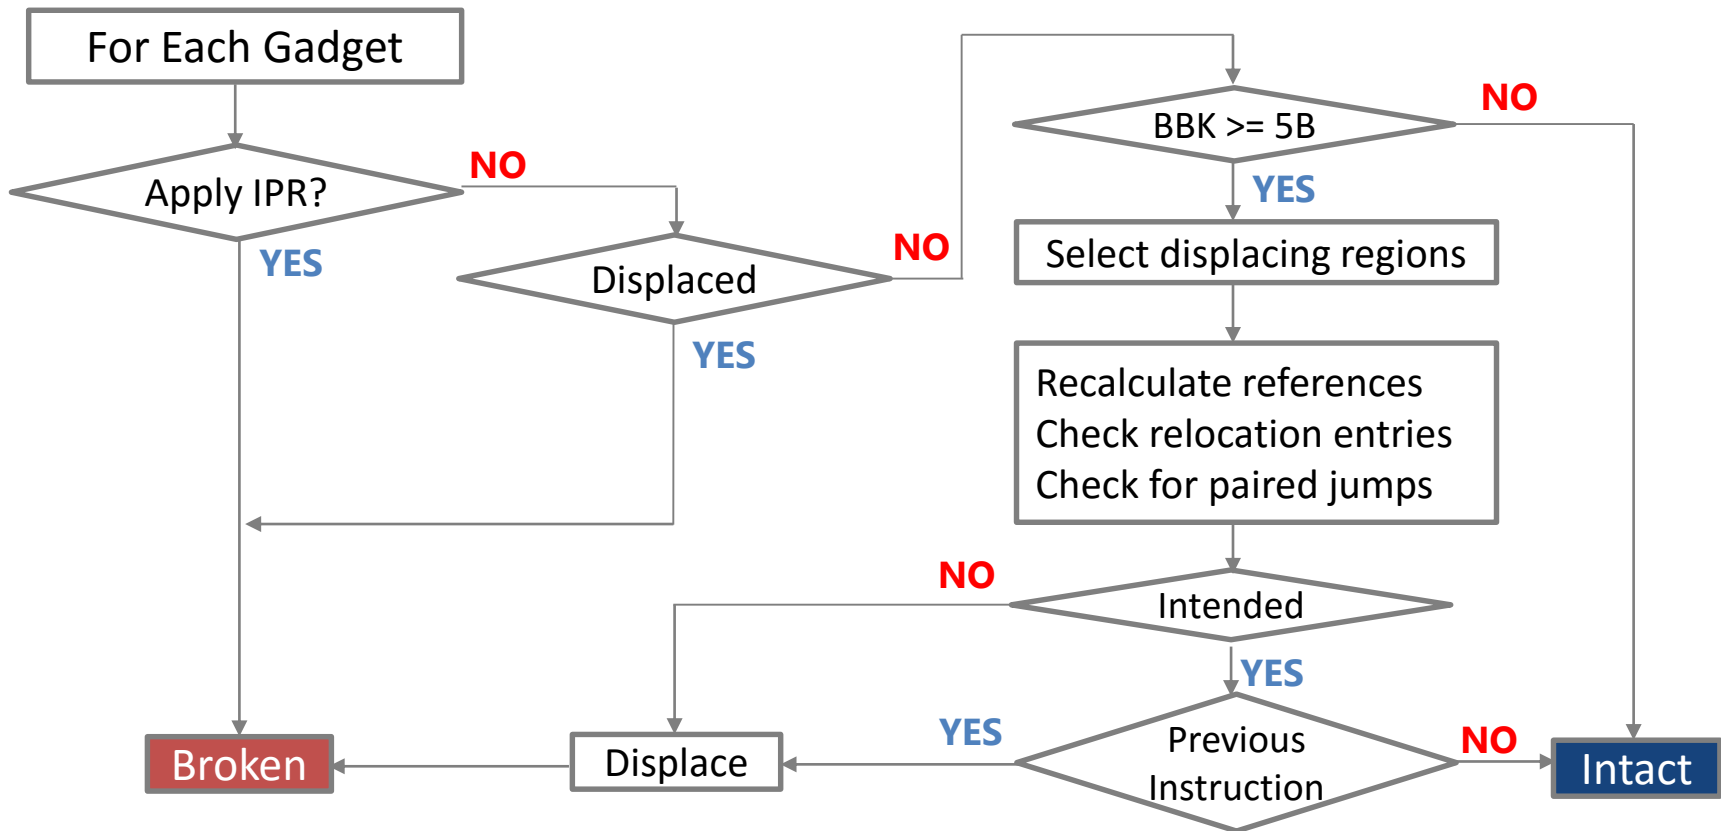 For Each Gadget
Apply IPR?
NO
YES
Displaced
NO
YES
BBK >= 5B
NO
YES
Select displacing regions
Recalculate references
Check relocation entries
Check for paired jumps
Intended
NO
YES
Previous
Instruction
YES
NO
Displace
Broken
Intact